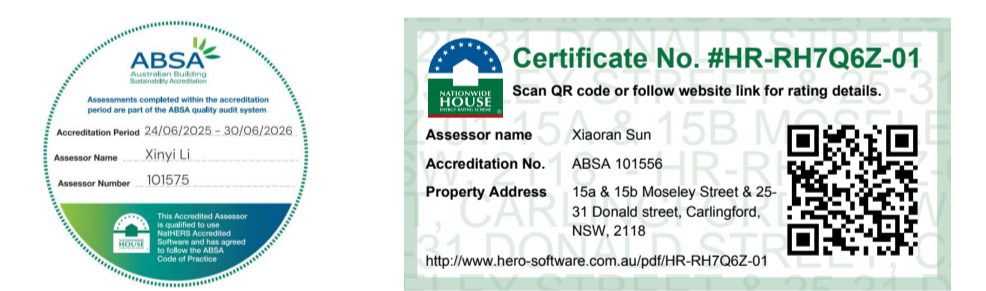 ABSA
Australian Building
Sustainability Accreditation
Assessments completed within the accreditation
period are part of the ABSA quality audit system
Accreditation Period 24/06/2025 - 30/06/2026
Assessor Name Xinyi Li
Assessor Number 101575
NATIONWIDE
HOUSE
This Accredited Assessor
is qualified to use
NatHERS Accredited
Software and has agreed
to follow the ABSA
Code of Practice
NATIONWIDE
HOUSE
ENERGY RATING SCHEME
Certificate No. #HR-RH7Q6Z-01
Scan QR code or follow website link for rating details.
Assessor name Xiaoran Sun
Accreditation No. ABSA 101556
Property Address 15a & 15b Moseley Street & 25-
31 Donald street, Carlingford,
NSW, 2118
http://www.hero-software.com.au/pdf/HR-RH7Q6Z-01